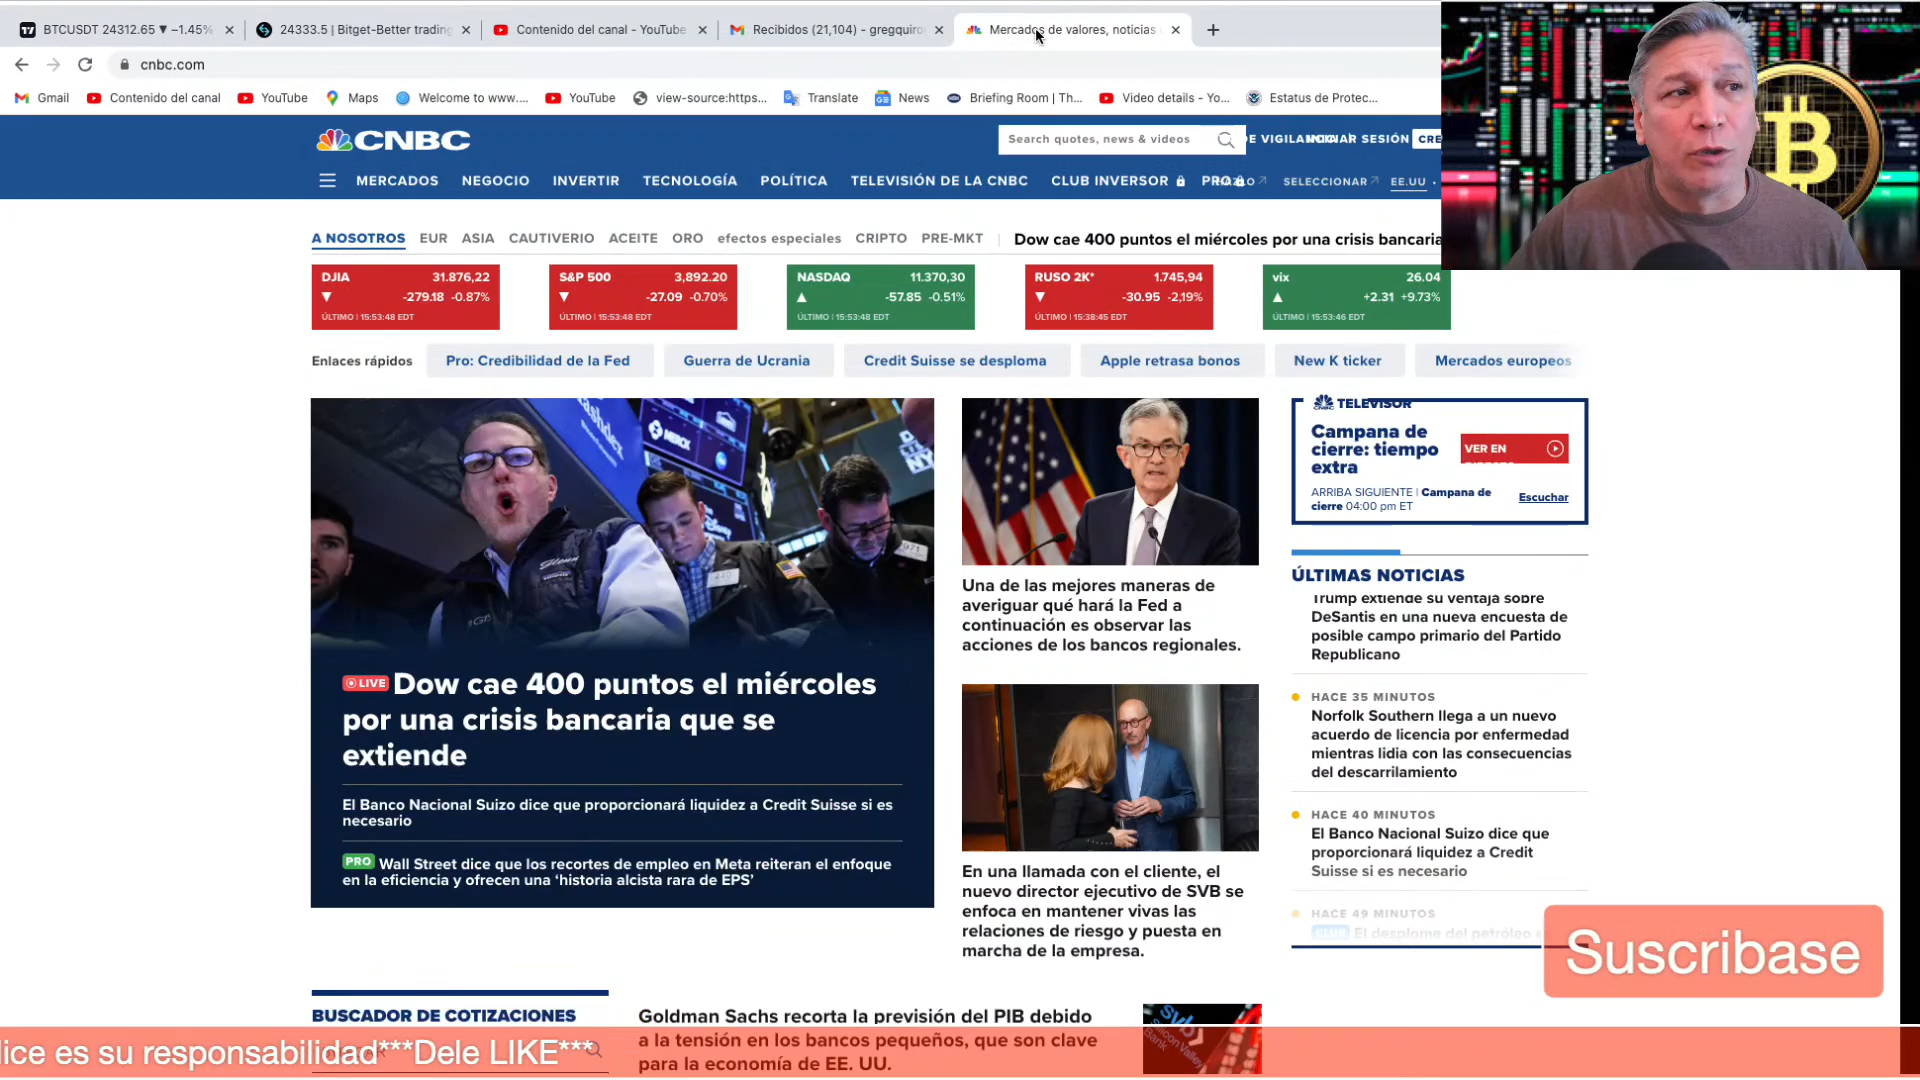 BTCUSDT 24312.65 ▼ −1.45%
24333.5 | Bitget-Better trading
Contenido del canal - YouTube
Recibidos (21,104) - gregquiro
Mercados de valores, noticias
cnbc.com
Gmail
Contenido del canal
YouTube
Maps
Welcome to www....
YouTube
view-source:https...
Translate
News
Briefing Room | Th...
Video details - Yo...
Estatus de Protec...
CNBC
Search quotes, news & videos
DE VIGILANCIA
INICIAR SESIÓN
CRE
MERCADOS
NEGOCIO
INVERTIR
TECNOLOGÍA
POLÍTICA
TELEVISIÓN DE LA CNBC
CLUB INVERSOR
PRO
SELECCIONAR
EE.UU
A NOSOTROS
EUR
ASIA
CAUTIVERIO
ACEITE
ORO
efectos especiales
CRIPTO
PRE-MKT
Dow cae 400 puntos el miércoles por una crisis bancaria
DJIA 31.876,22
▼ -279.18 -0.87%
ÚLTIMO | 15:53:48 EDT
S&P 500 3,892.20
▼ -27.09 -0.70%
ÚLTIMO | 15:53:48 EDT
NASDAQ 11.370,30
▲ -57.85 -0.51%
ÚLTIMO | 15:53:48 EDT
RUSO 2K* 1.745,94
▼ -30.95 -2,19%
ÚLTIMO | 15:38:45 EDT
vix 26.04
▲ +2.31 +9.73%
ÚLTIMO | 15:53:46 EDT
Enlaces rápidos
Pro: Credibilidad de la Fed
Guerra de Ucrania
Credit Suisse se desploma
Apple retrasa bonos
New K ticker
Mercados europeos
MERCK
LIVE Dow cae 400 puntos el miércoles
por una crisis bancaria que se
extiende
El Banco Nacional Suizo dice que proporcionará liquidez a Credit Suisse si es
necesario
PRO Wall Street dice que los recortes de empleo en Meta reiteran el enfoque
en la eficiencia y ofrecen una ‘historia alcista rara de EPS’
Una de las mejores maneras de
averiguar qué hará la Fed a
continuación es observar las
acciones de los bancos regionales.
En una llamada con el cliente, el
nuevo director ejecutivo de SVB se
enfoca en mantener vivas las
relaciones de riesgo y puesta en
marcha de la empresa.
TELEVISOR
Campana de
cierre: tiempo
extra
VER EN
ARRIBA SIGUIENTE | Campana de
cierre 04:00 pm ET
Escuchar
ÚLTIMAS NOTICIAS
Trump extiende su ventaja sobre
DeSantis en una nueva encuesta de
posible campo primario del Partido
Republicano
HACE 35 MINUTOS
Norfolk Southern llega a un nuevo
acuerdo de licencia por enfermedad
mientras lidia con las consecuencias
del descarrilamiento
HACE 40 MINUTOS
El Banco Nacional Suizo dice que
proporcionará liquidez a Credit
Suisse si es necesario
HACE 49 MINUTOS
CLUB El desplome del petróleo
Suscribase
BUSCADOR DE COTIZACIONES
Goldman Sachs recorta la previsión del PIB debido
a la tensión en los bancos pequeños, que son clave
para la economía de EE. UU.
svb
Silicon Valley
Bank
dice es su responsabilidad***Dele LIKE***